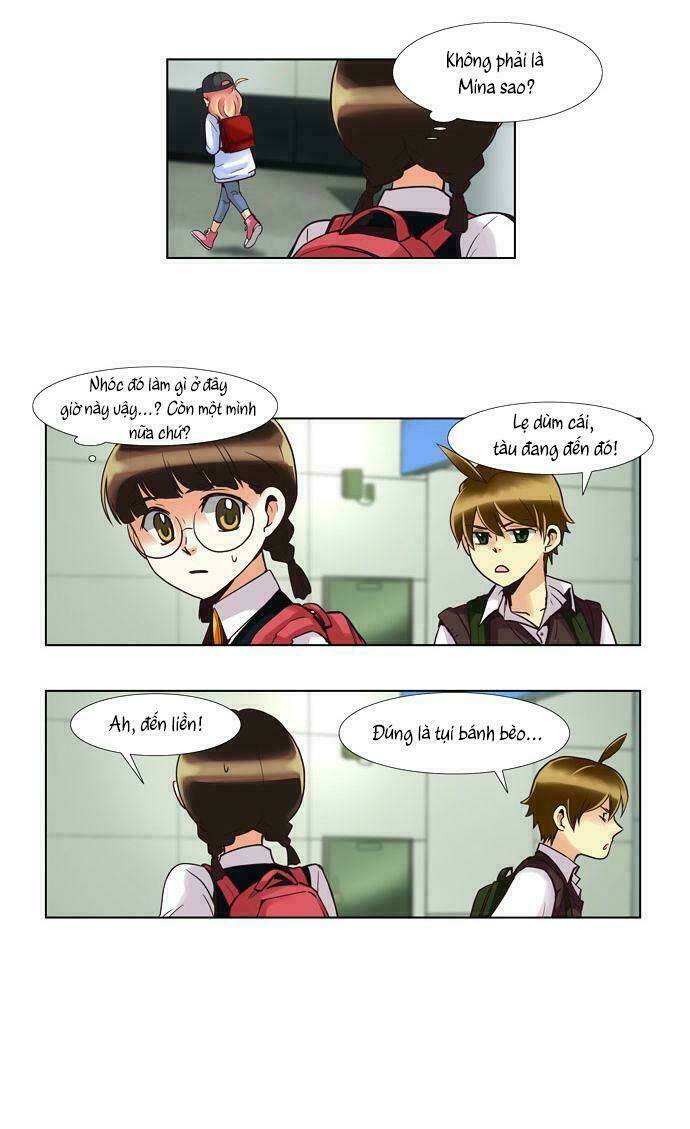 Không phải là
Mina sao?
Nhóc đó làm gì ở đây
giờ này vậy...? Còn một mình
nữa chứ?
Lẹ dùm cái,
tàu đang đến đó!
Ah, đến liền!
Đúng là tụi bánh bèo...